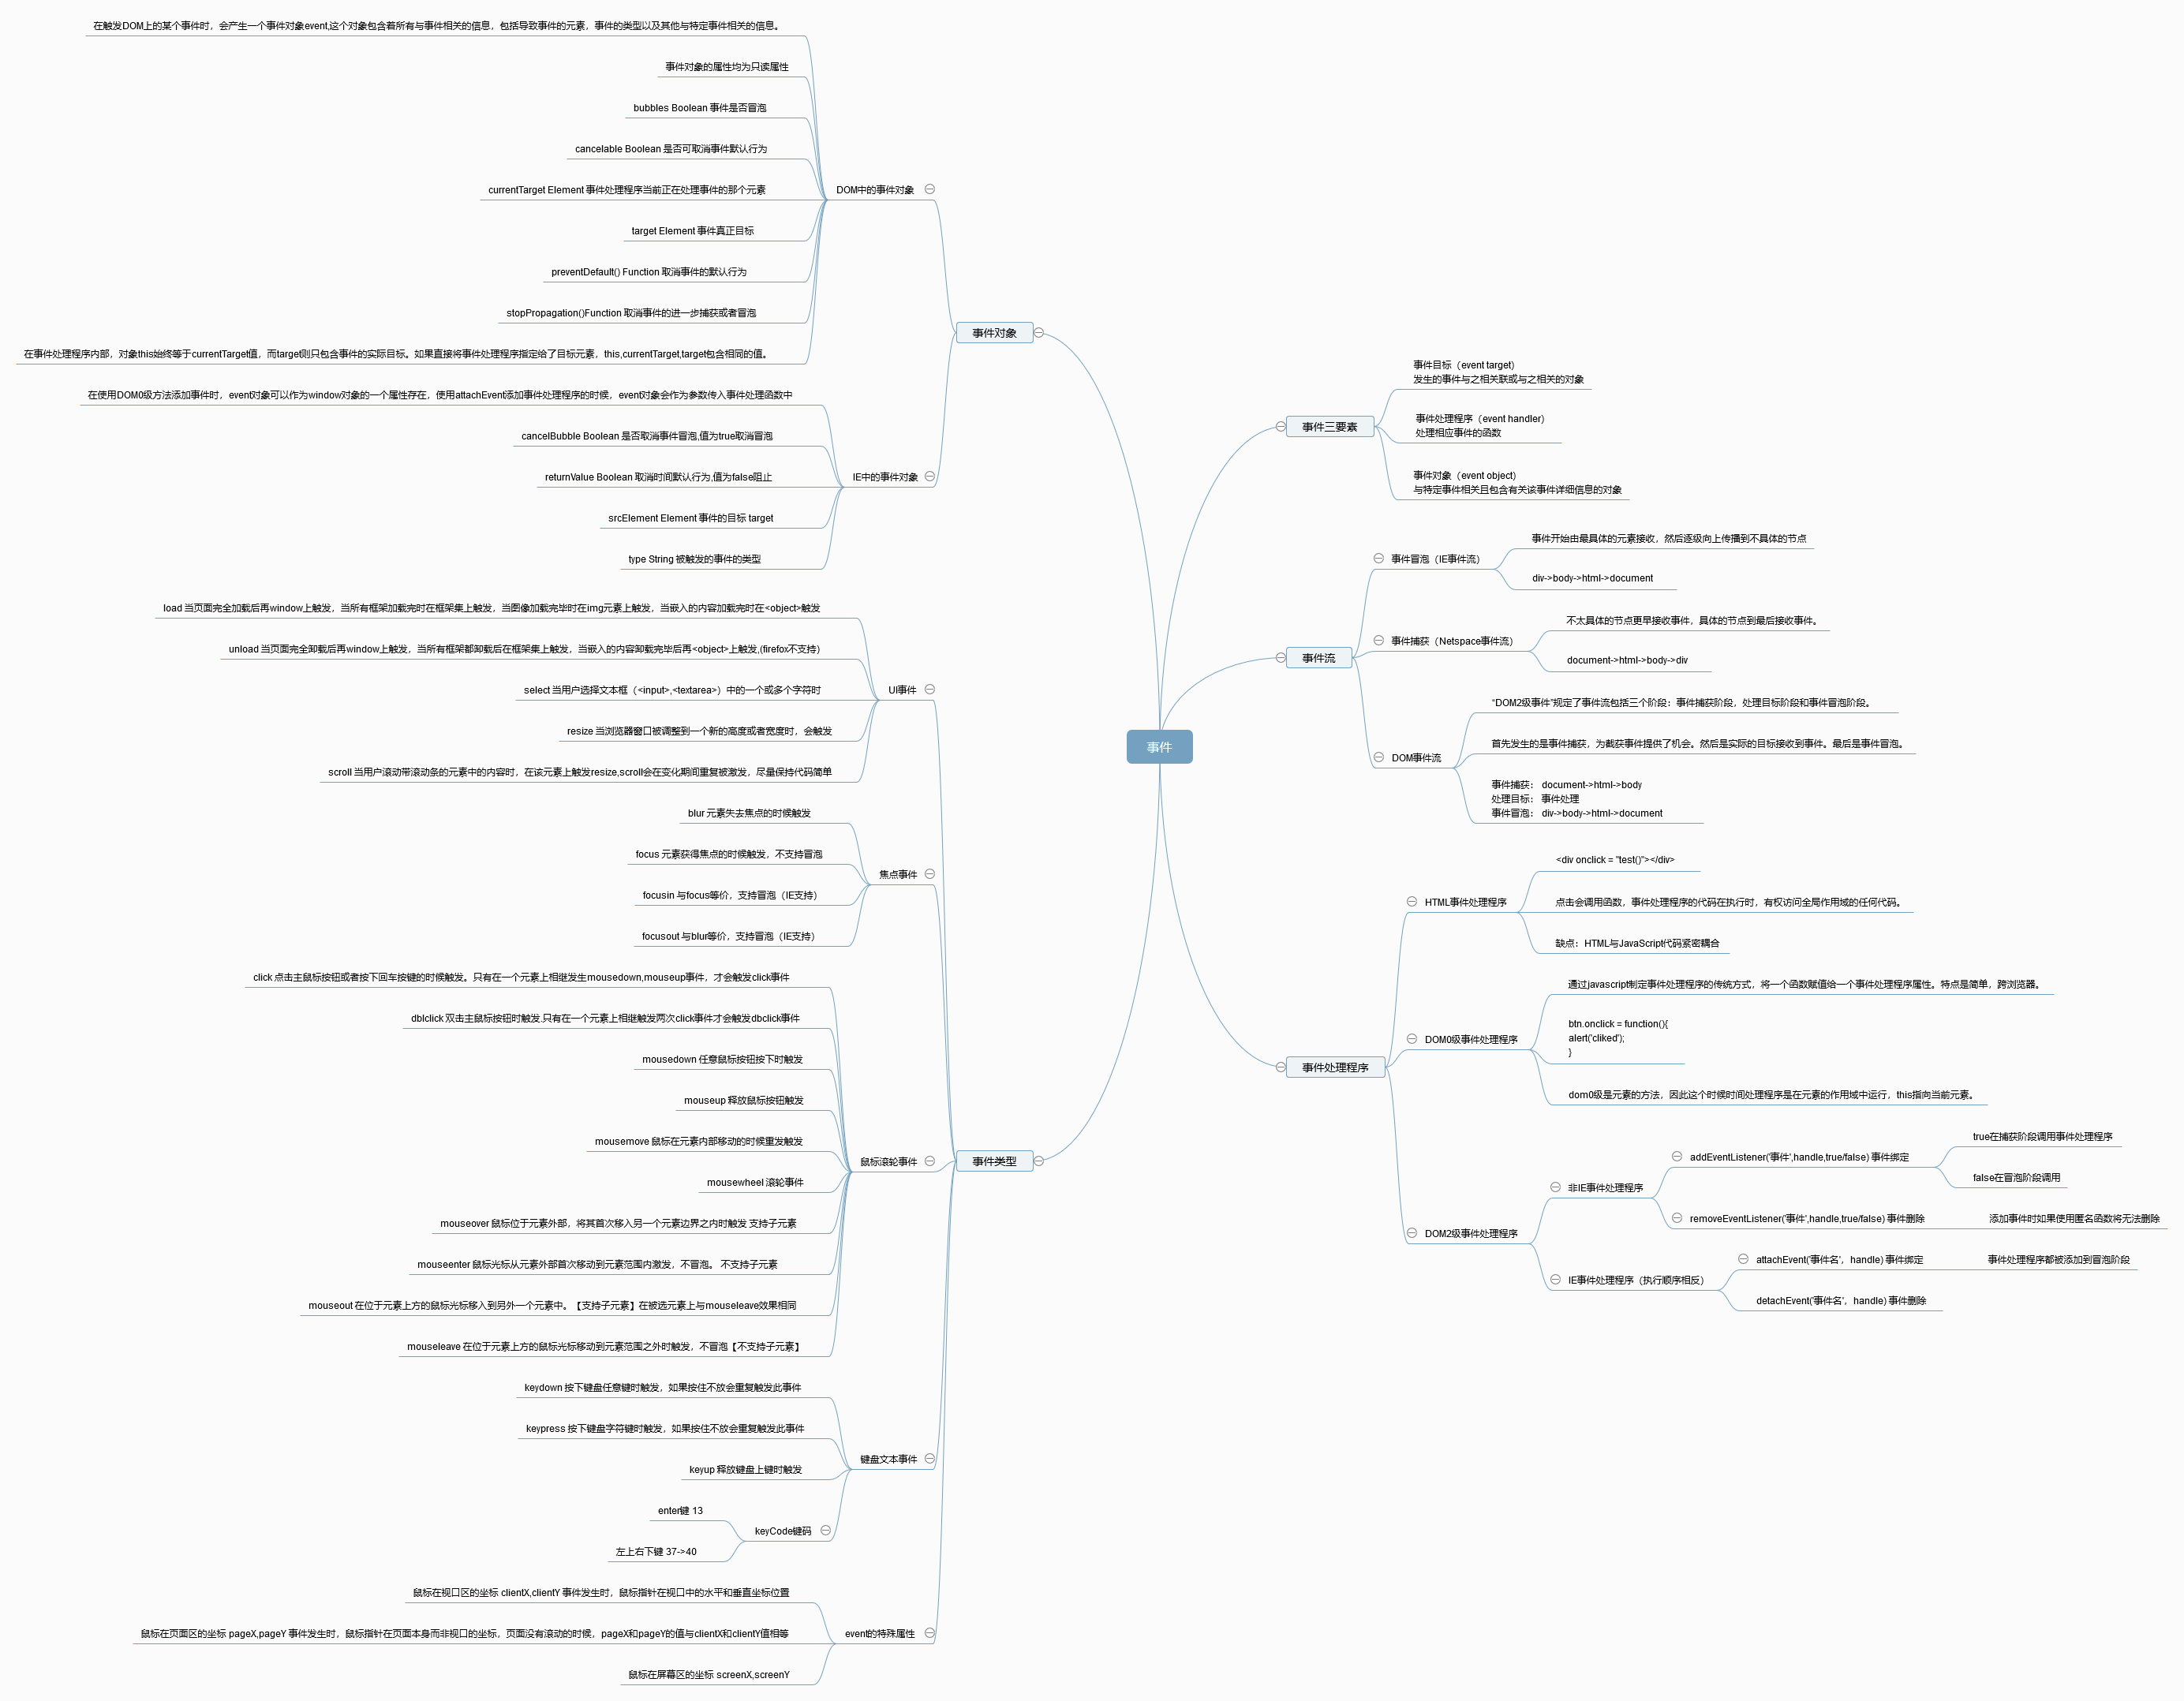 事件
事件三要素
事件目标（event target）
发生的事件与之相关联或与之相关的对象
事件处理程序（event handler）
处理相应事件的函数
事件对象（event object）
与特定事件相关且包含有关该事件详细信息的对象
事件流
事件冒泡（IE事件流）
事件开始由最具体的元素接收，然后逐级向上传播到不具体的节点
div->body->html->document
事件捕获（Netspace事件流）
不太具体的节点更早接收事件，具体的节点到最后接收事件。
document->html->body->div
DOM事件流
“DOM2级事件”规定了事件流包括三个阶段：事件捕获阶段，处理目标阶段和事件冒泡阶段。
首先发生的是事件捕获，为截获事件提供了机会。然后是实际的目标接收到事件。最后是事件冒泡。
事件捕获： document->html->body
处理目标： 事件处理
事件冒泡： div->body->html->document
事件处理程序
HTML事件处理程序
<div onclick = "test()"></div>
点击会调用函数，事件处理程序的代码在执行时，有权访问全局作用域的任何代码。
缺点：HTML与JavaScript代码紧密耦合
DOM0级事件处理程序
通过javascript制定事件处理程序的传统方式，将一个函数赋值给一个事件处理程序属性。特点是简单，跨浏览器。
btn.onclick = function(){
alert('cliked');
}
dom0级是元素的方法，因此这个时候时间处理程序是在元素的作用域中运行，this指向当前元素。
DOM2级事件处理程序
非IE事件处理程序
addEventListener('事件',handle,true/false) 事件绑定
true在捕获阶段调用事件处理程序
false在冒泡阶段调用
removeEventListener('事件',handle,true/false) 事件删除
添加事件时如果使用匿名函数将无法删除
IE事件处理程序（执行顺序相反）
attachEvent('事件名'，handle) 事件绑定
事件处理程序都被添加到冒泡阶段
detachEvent('事件名'，handle) 事件删除
事件对象
DOM中的事件对象
在触发DOM上的某个事件时，会产生一个事件对象event,这个对象包含着所有与事件相关的信息，包括导致事件的元素，事件的类型以及其他与特定事件相关的信息。
事件对象的属性均为只读属性
bubbles Boolean 事件是否冒泡
cancelable Boolean 是否可取消事件默认行为
currentTarget Element 事件处理程序当前正在处理事件的那个元素
target Element 事件真正目标
preventDefault() Function 取消事件的默认行为
stopPropagation()Function 取消事件的进一步捕获或者冒泡
在事件处理程序内部，对象this始终等于currentTarget值，而target则只包含事件的实际目标。如果直接将事件处理程序指定给了目标元素，this,currentTarget,target包含相同的值。
IE中的事件对象
在使用DOM0级方法添加事件时，event对象可以作为window对象的一个属性存在，使用attachEvent添加事件处理程序的时候，event对象会作为参数传入事件处理函数中
cancelBubble Boolean 是否取消事件冒泡,值为true取消冒泡
returnValue Boolean 取消时间默认行为,值为false阻止
srcElement Element 事件的目标 target
type String 被触发的事件的类型
事件类型
UI事件
load 当页面完全加载后再window上触发，当所有框架加载完时在框架集上触发，当图像加载完毕时在img元素上触发，当嵌入的内容加载完时在<object>触发
unload 当页面完全卸载后再window上触发，当所有框架都卸载后在框架集上触发，当嵌入的内容卸载完毕后再<object>上触发,(firefox不支持)
select 当用户选择文本框（<input>,<textarea>）中的一个或多个字符时
resize 当浏览器窗口被调整到一个新的高度或者宽度时，会触发
scroll 当用户滚动带滚动条的元素中的内容时，在该元素上触发resize,scroll会在变化期间重复被激发，尽量保持代码简单
焦点事件
blur 元素失去焦点的时候触发
focus 元素获得焦点的时候触发，不支持冒泡
focusin 与focus等价，支持冒泡（IE支持）
focusout 与blur等价，支持冒泡（IE支持）
鼠标滚轮事件
click 点击主鼠标按钮或者按下回车按键的时候触发。只有在一个元素上相继发生mousedown,mouseup事件，才会触发click事件
dblclick 双击主鼠标按钮时触发.只有在一个元素上相继触发两次click事件才会触发dbclick事件
mousedown 任意鼠标按钮按下时触发
mouseup 释放鼠标按钮触发
mousemove 鼠标在元素内部移动的时候重发触发
mousewheel 滚轮事件
mouseover 鼠标位于元素外部，将其首次移入另一个元素边界之内时触发 支持子元素
mouseenter 鼠标光标从元素外部首次移动到元素范围内激发，不冒泡。 不支持子元素
mouseout 在位于元素上方的鼠标光标移入到另外一个元素中。【支持子元素】在被选元素上与mouseleave效果相同
mouseleave 在位于元素上方的鼠标光标移动到元素范围之外时触发，不冒泡【不支持子元素】
键盘文本事件
keydown 按下键盘任意键时触发，如果按住不放会重复触发此事件
keypress 按下键盘字符键时触发，如果按住不放会重复触发此事件
keyup 释放键盘上键时触发
keyCode键码
enter键 13
左上右下键 37->40
event的特殊属性
鼠标在视口区的坐标 clientX,clientY 事件发生时，鼠标指针在视口中的水平和垂直坐标位置
鼠标在页面区的坐标 pageX,pageY 事件发生时，鼠标指针在页面本身而非视口的坐标，页面没有滚动的时候，pageX和pageY的值与clientX和clientY值相等
鼠标在屏幕区的坐标 screenX,screenY